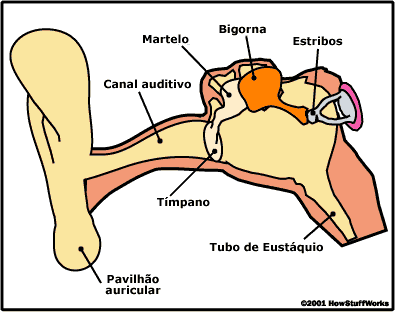 Bigorna
Martelo
Estribos
Canal auditivo
Tímpano
Tubo de Eustáquio
Pavilhão
auricular
©2001 HowStuffWorks